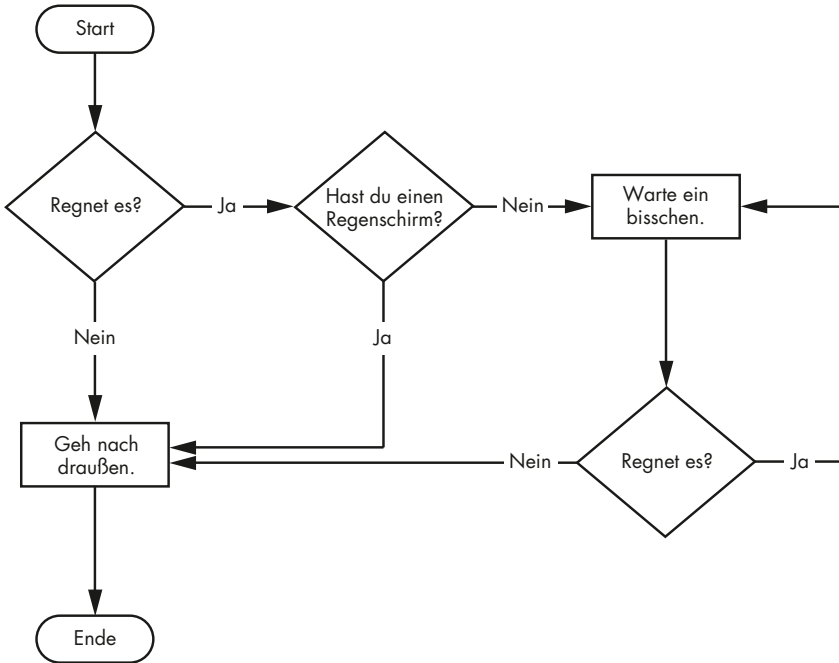 Start
Regnet es?
Ja
Hast du einen
Regenschirm?
Nein
Warte ein
bisschen.
Nein
Ja
Geh nach
draußen.
Nein
Regnet es?
Ja
Ende